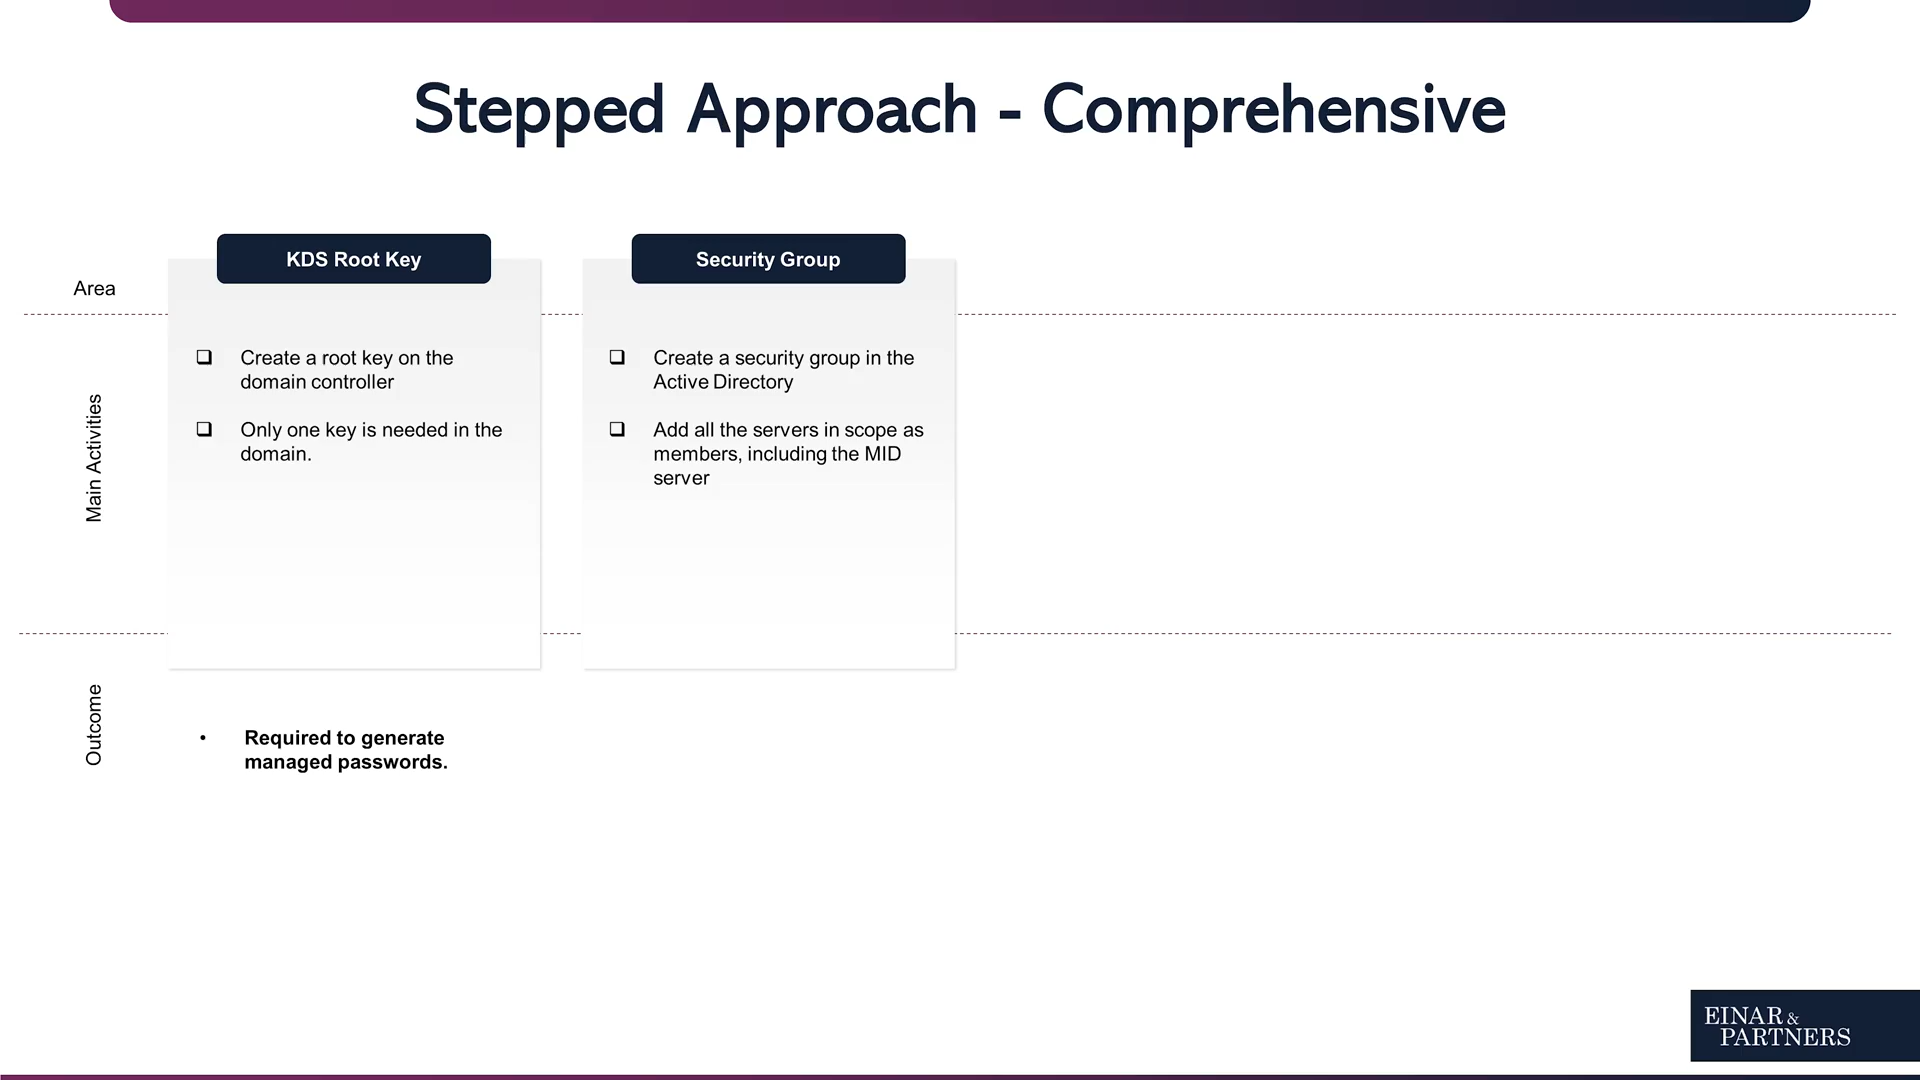 Stepped Approach - Comprehensive
Area
KDS Root Key
Security Group
Main Activities
❑ Create a root key on the
domain controller
❑ Only one key is needed in the
domain.
❑ Create a security group in the
Active Directory
❑ Add all the servers in scope as
members, including the MID
server
Outcome
• Required to generate
managed passwords.
EINAR &
PARTNERS